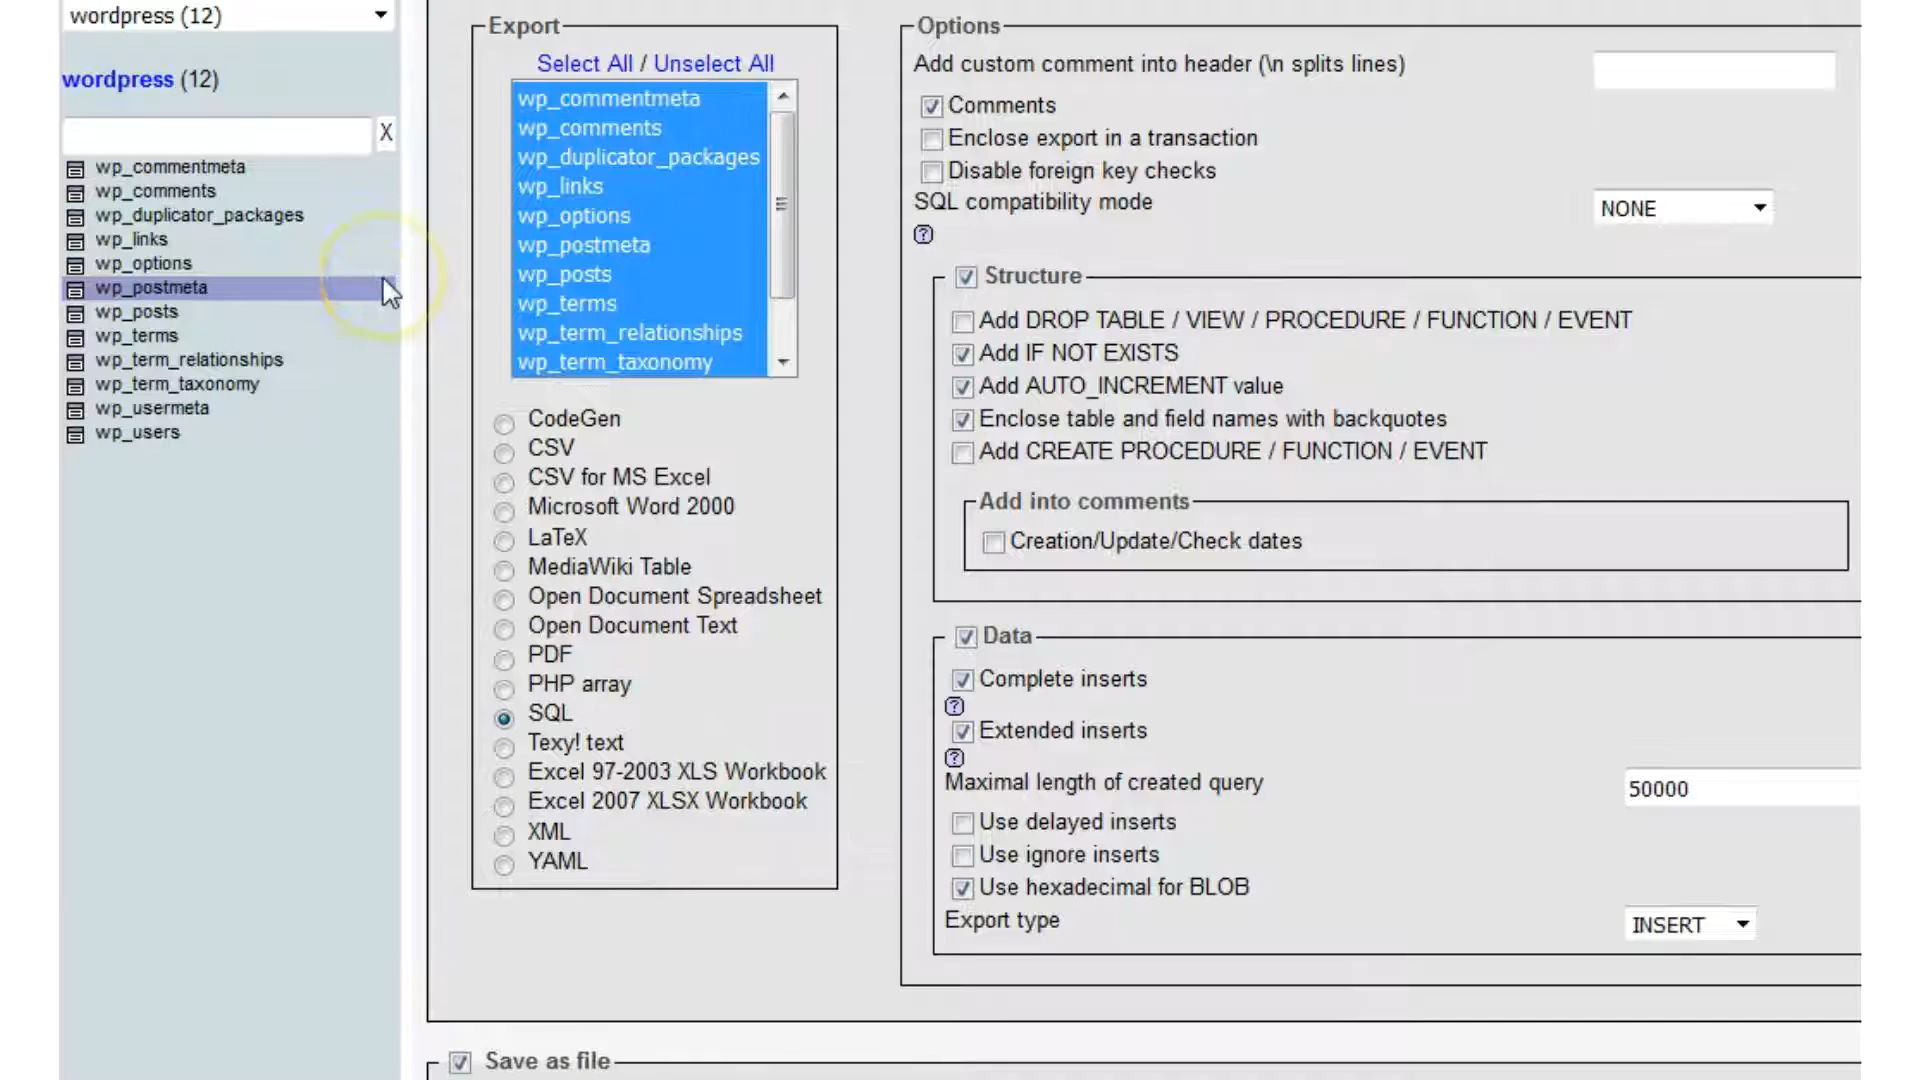 wordpress (12)
wordpress (12)
X
wp_commentmeta
wp_comments
wp_duplicator_packages
wp_links
wp_options
wp_postmeta
wp_posts
wp_terms
wp_term_relationships
wp_term_taxonomy
wp_usermeta
wp_users
Export
Select All / Unselect All
wp_commentmeta
wp_comments
wp_duplicator_packages
wp_links
wp_options
wp_postmeta
wp_posts
wp_terms
wp_term_relationships
wp_term_taxonomy
CodeGen
CSV
CSV for MS Excel
Microsoft Word 2000
LaTeX
MediaWiki Table
Open Document Spreadsheet
Open Document Text
PDF
PHP array
SQL
Texy! text
Excel 97-2003 XLS Workbook
Excel 2007 XLSX Workbook
XML
YAML
Options
Add custom comment into header (\n splits lines)
Comments
Enclose export in a transaction
Disable foreign key checks
SQL compatibility mode
NONE
?
Structure
Add DROP TABLE / VIEW / PROCEDURE / FUNCTION / EVENT
Add IF NOT EXISTS
Add AUTO_INCREMENT value
Enclose table and field names with backquotes
Add CREATE PROCEDURE / FUNCTION / EVENT
Add into comments
Creation/Update/Check dates
Data
Complete inserts
?
Extended inserts
?
Maximal length of created query
50000
Use delayed inserts
Use ignore inserts
Use hexadecimal for BLOB
Export type
INSERT
Save as file